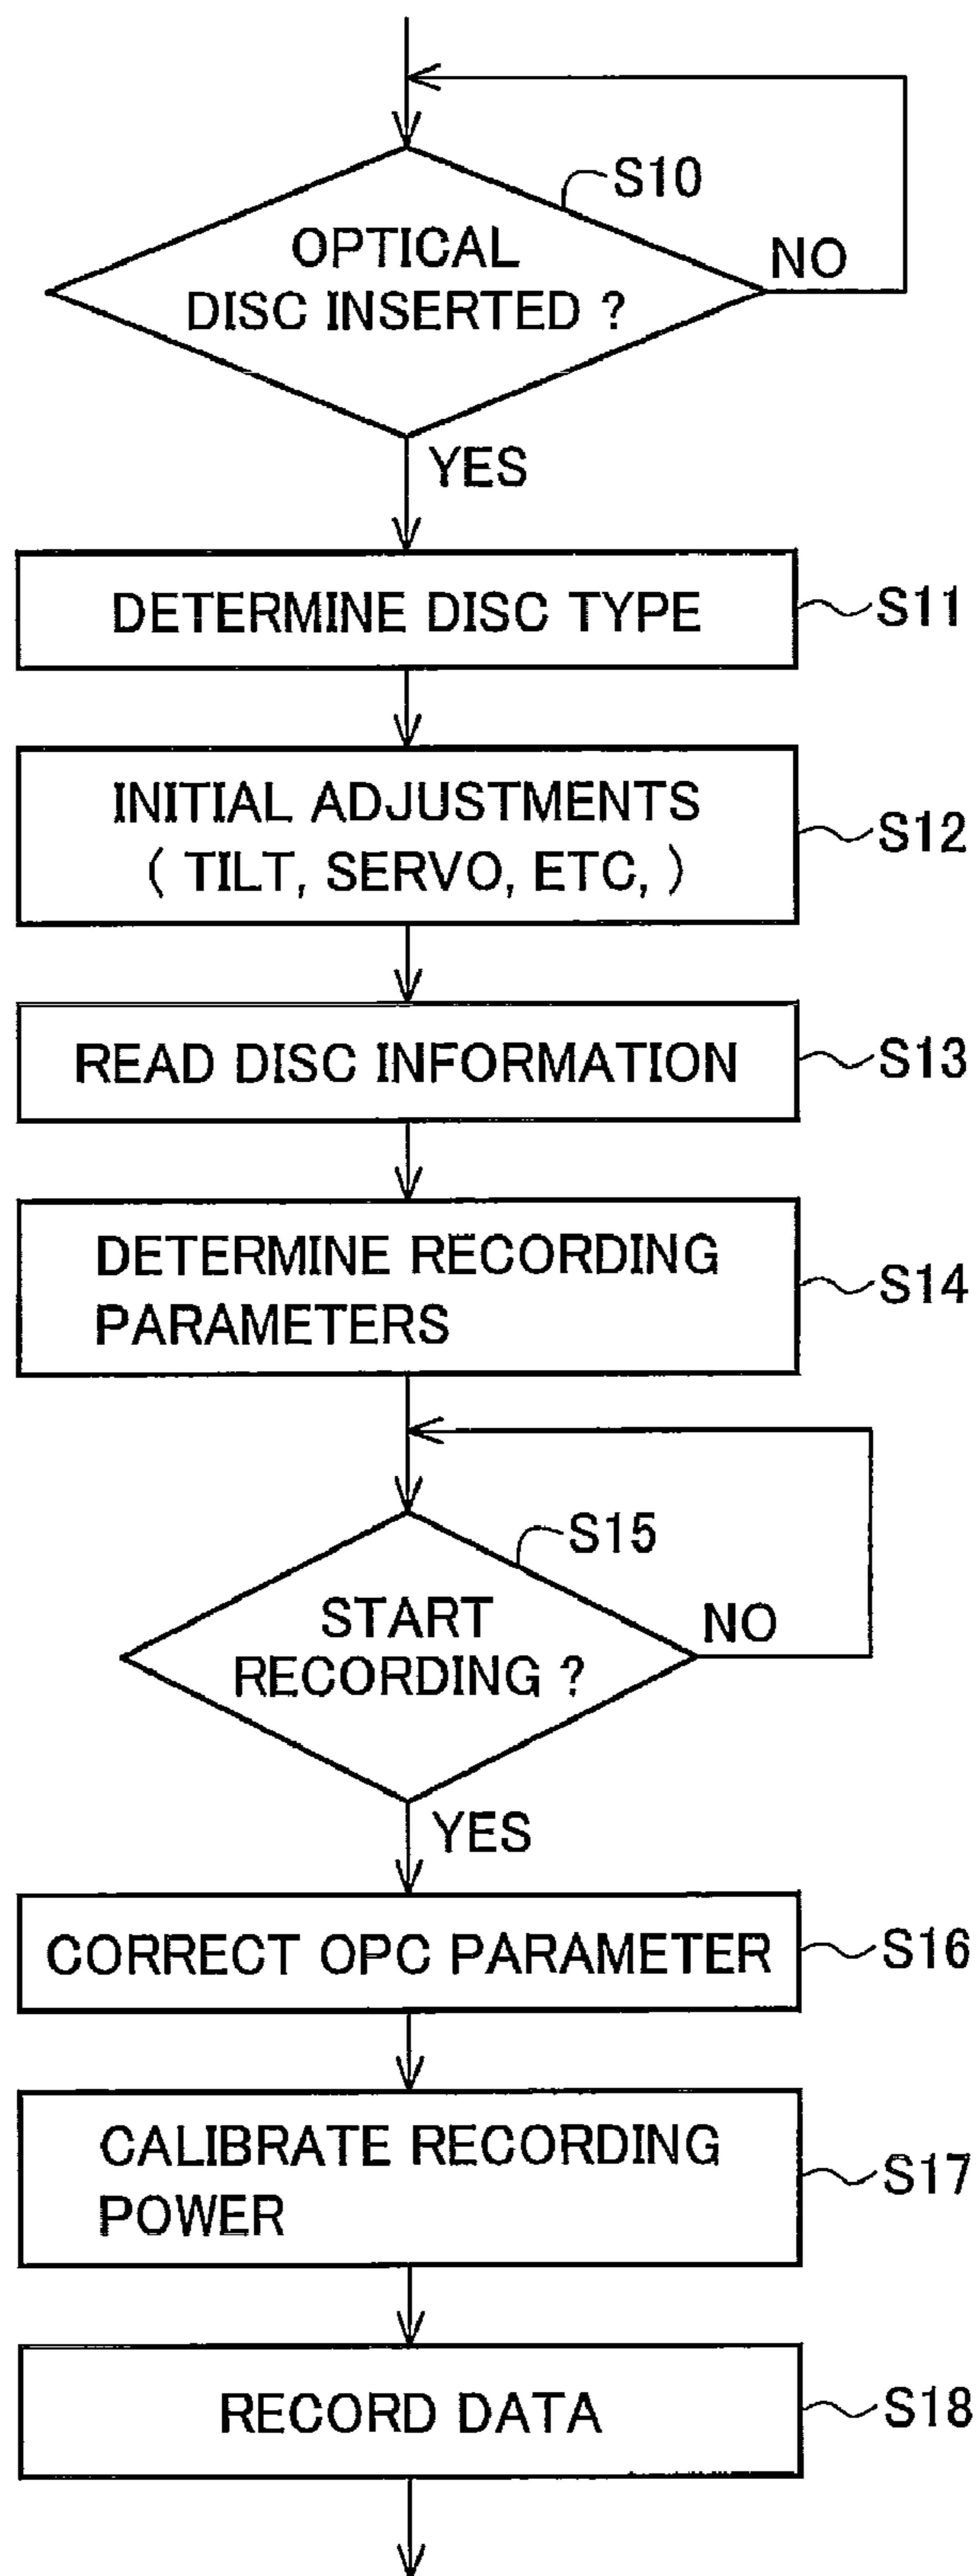 S10
OPTICAL
NO
DISC INSERTED ?
YES
DETERMINE DISC TYPE
S11
INITIAL ADJUSTMENTS
( TILT, SERVO, ETC, )
S12
READ DISC INFORMATION
S13
DETERMINE RECORDING
PARAMETERS
S14
S15
START
NO
RECORDING ?
YES
CORRECT OPC PARAMETER
S16
CALIBRATE RECORDING
POWER
S17
RECORD DATA
S18